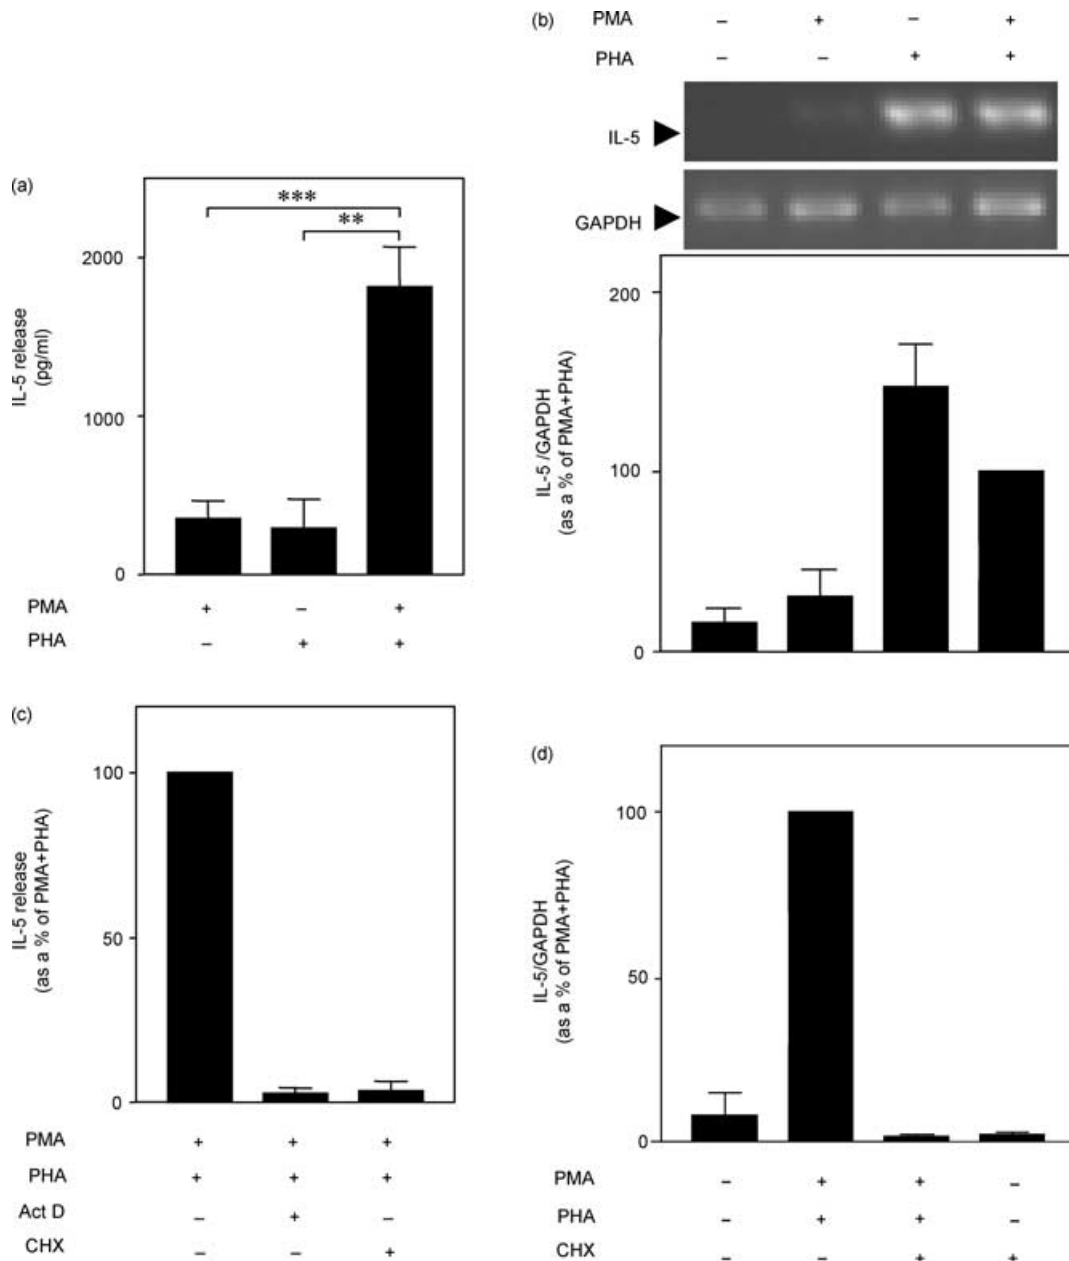 (a)
***
**
2000
1000
0
IL-5 release
(pg/ml)
PMA + – +
PHA – + +
(b)
PMA – + – +
PHA – – + +
IL-5
GAPDH
200
100
0
IL-5 /GAPDH
(as a % of PMA+PHA)
(c)
100
50
0
IL-5 release
(as a % of PMA+PHA)
PMA + + +
PHA + + +
Act D – + –
CHX – – +
(d)
100
50
0
IL-5/GAPDH
(as a % of PMA+PHA)
PMA – + + –
PHA – + + –
CHX – – + +